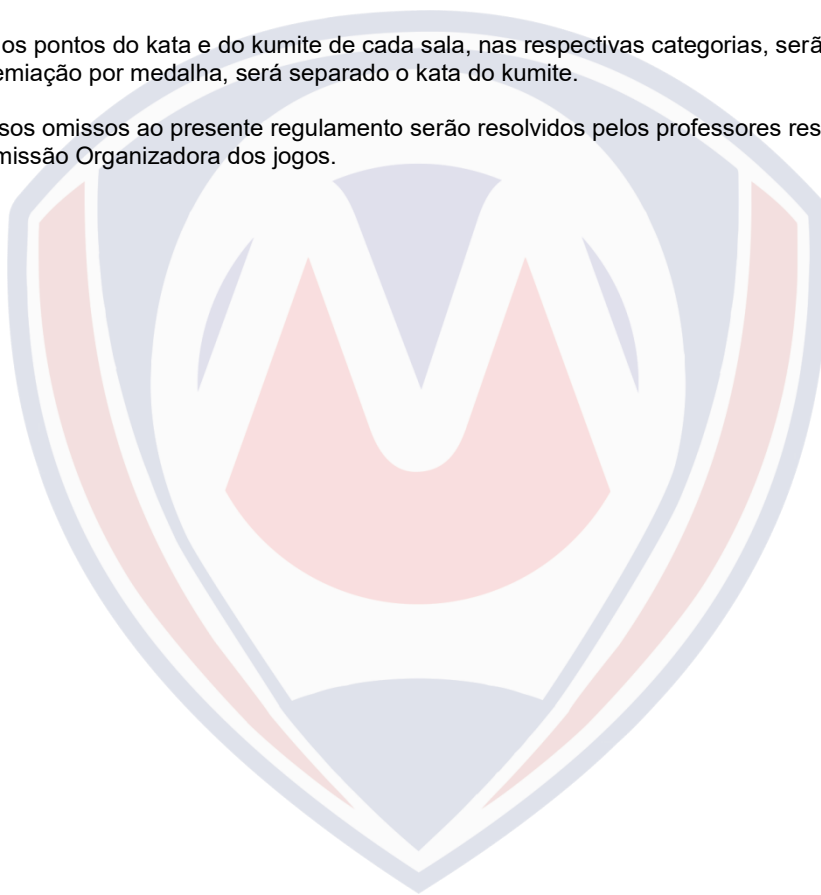 os pontos do kata e do kumite de cada sala, nas respectivas categorias, ser
emiação por medalha, será separado o kata do kumite.
sos omissos ao presente regulamento serão resolvidos pelos professores res
missão Organizadora dos jogos.